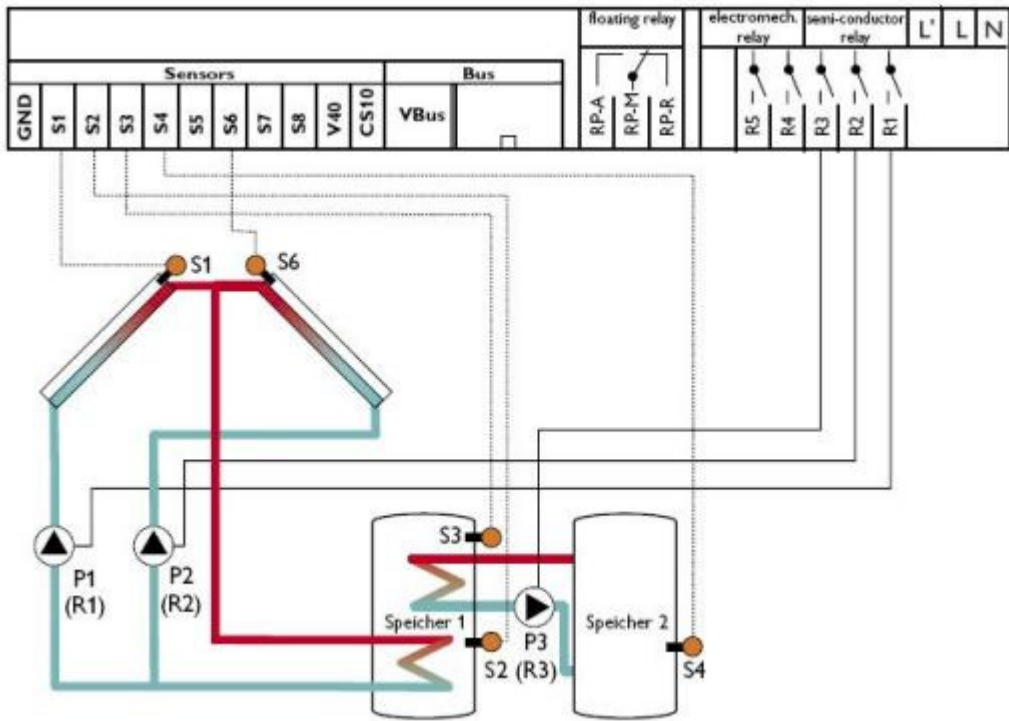 floating relay electromech. relay semi-conductor relay L' L N
Sensors Bus
GND S1 S2 S3 S4 S5 S6 S7 S8 V40 CS10 VBus RP-A RP-M RP-R R5 R4 R3 R2 R1
S1 S6
S3
P1 (R1) P2 (R2) Speicher 1 P3 (R3) Speicher 2
S2 S4